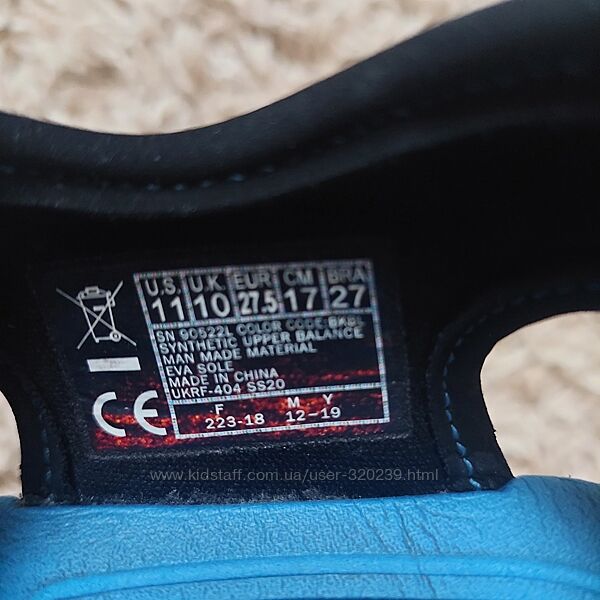 U.S. U.K. EUR CM BRA
11 10 27.5 17 27
SN 90522L COLOR CODE:
SYNTHETIC UPPER BALANCE
MAN MADE MATERIAL
EVA SOLE
MADE IN CHINA
UKRF-404 SS20
CE
F M Y
223-18 12-19
www.kidstaff.com.ua/user-320239.html